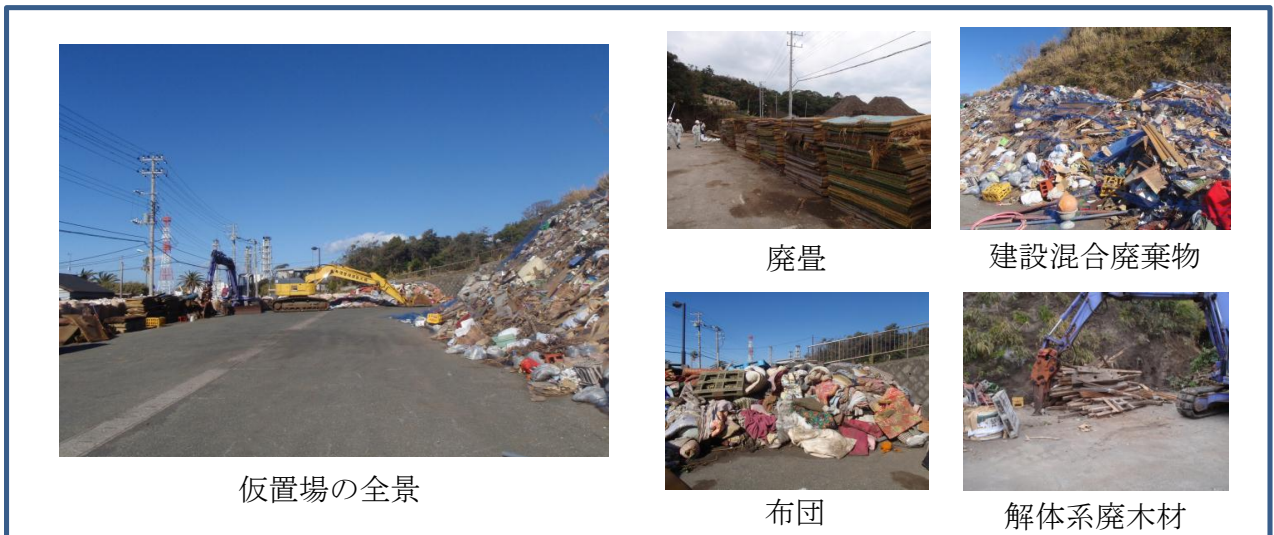 仮置場の全景
廃畳
建設混合廃棄物
布団
解体系廃木材